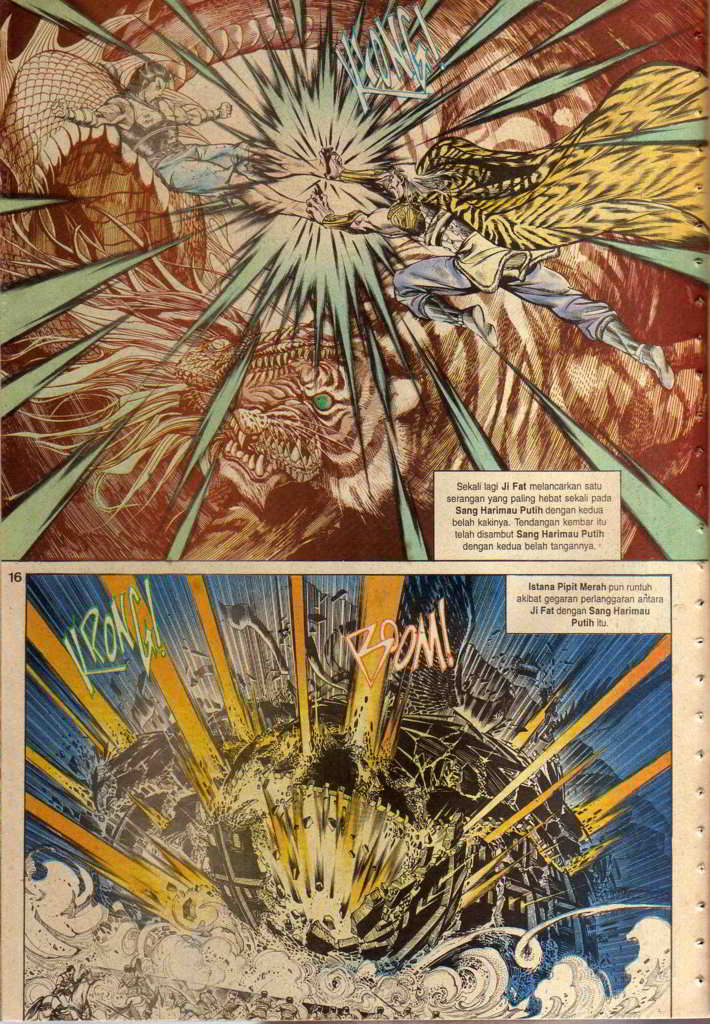 KRONG!
Sekali lagi Ji Fat melancarkan satu
serangan yang paling hebat sekali pada
Sang Harimau Putih dengan kedua
belah kakinya. Tendangan kembar itu
telah disambut Sang Harimau Putih
dengan kedua belah tangannya.
16
Istana Pipit Merah pun runtuh
akibat gegaran perlanggaran antara
Ji Fat dengan Sang Harimau
Putih itu.
KRONG!
BOOM!